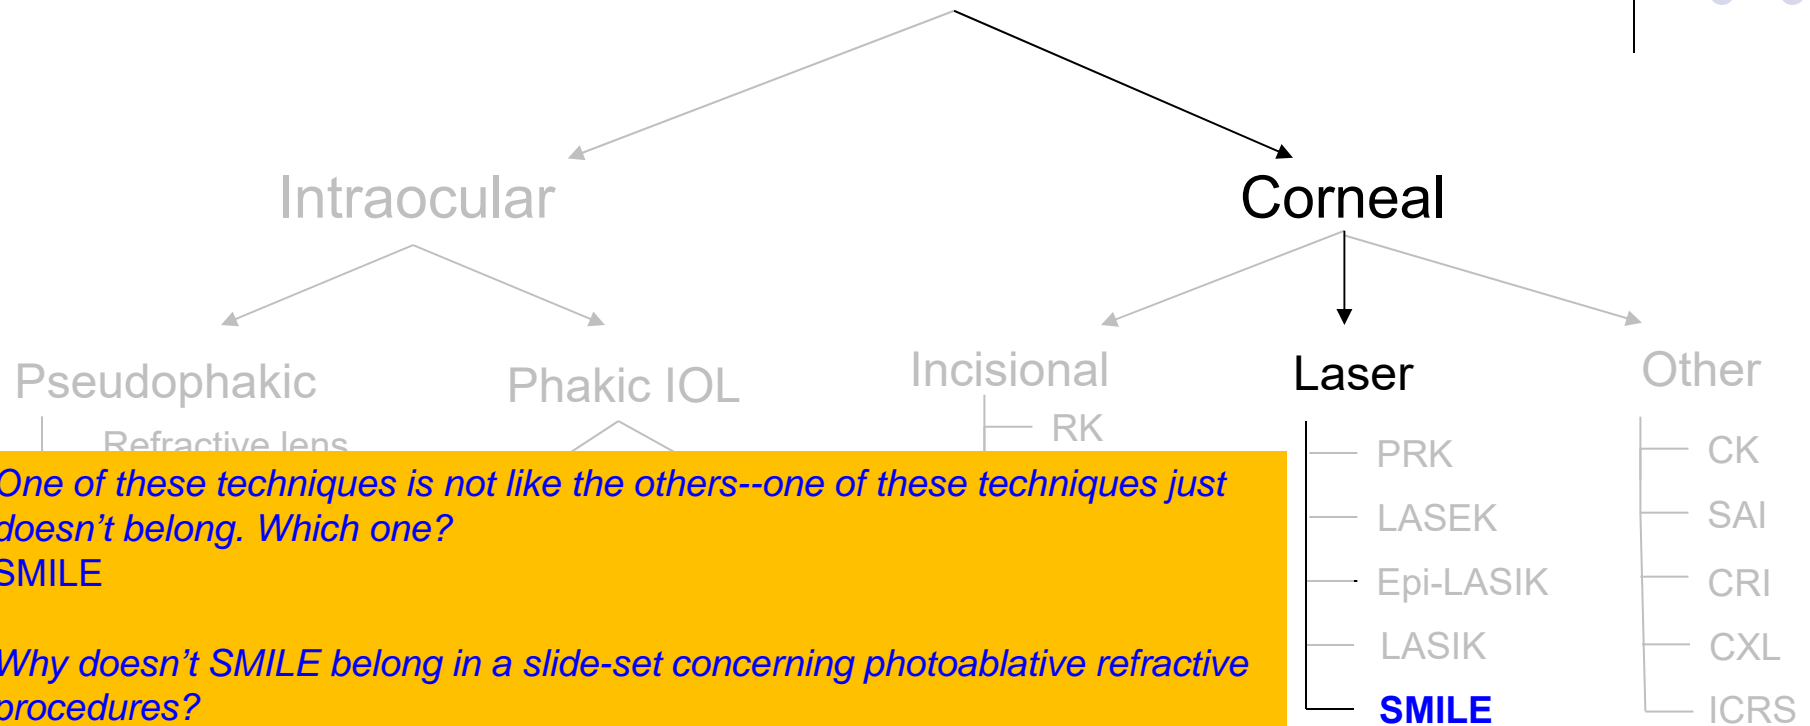 Intraocular
Corneal
Pseudophakic
Phakic IOL
Incisional
Laser
Other
Refractive lens
RK
PRK
LASEK
Epi-LASIK
LASIK
SMILE
CK
SAI
CRI
CXL
ICRS
One of these techniques is not like the others--one of these techniques just
doesn’t belong. Which one?
SMILE
Why doesn’t SMILE belong in a slide-set concerning photoablative refractive
procedures?